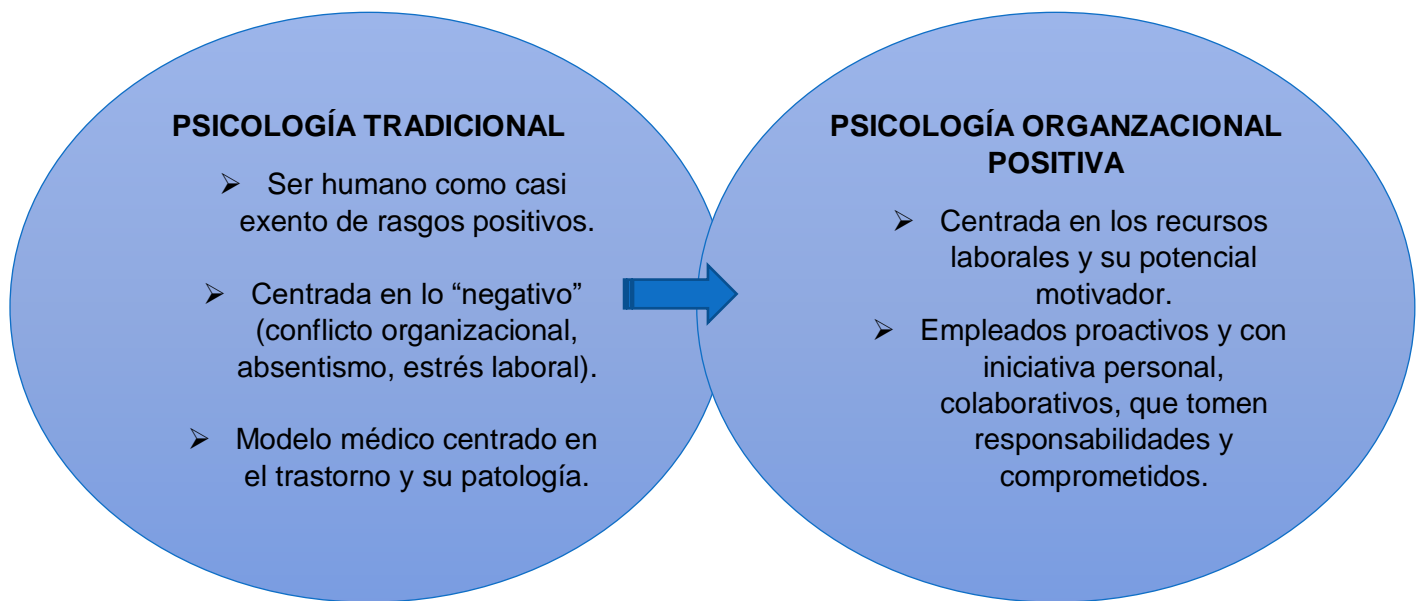 PSICOLOGÍA TRADICIONAL
➢ Ser humano como casi
exento de rasgos positivos.
➢ Centrada en lo “negativo”
(conflicto organizacional,
absentismo, estrés laboral).
➢ Modelo médico centrado en
el trastorno y su patología.
PSICOLOGÍA ORGANZACIONAL
POSITIVA
➢ Centrada en los recursos
laborales y su potencial
motivador.
➢ Empleados proactivos y con
iniciativa personal,
colaborativos, que tomen
responsabilidades y
comprometidos.